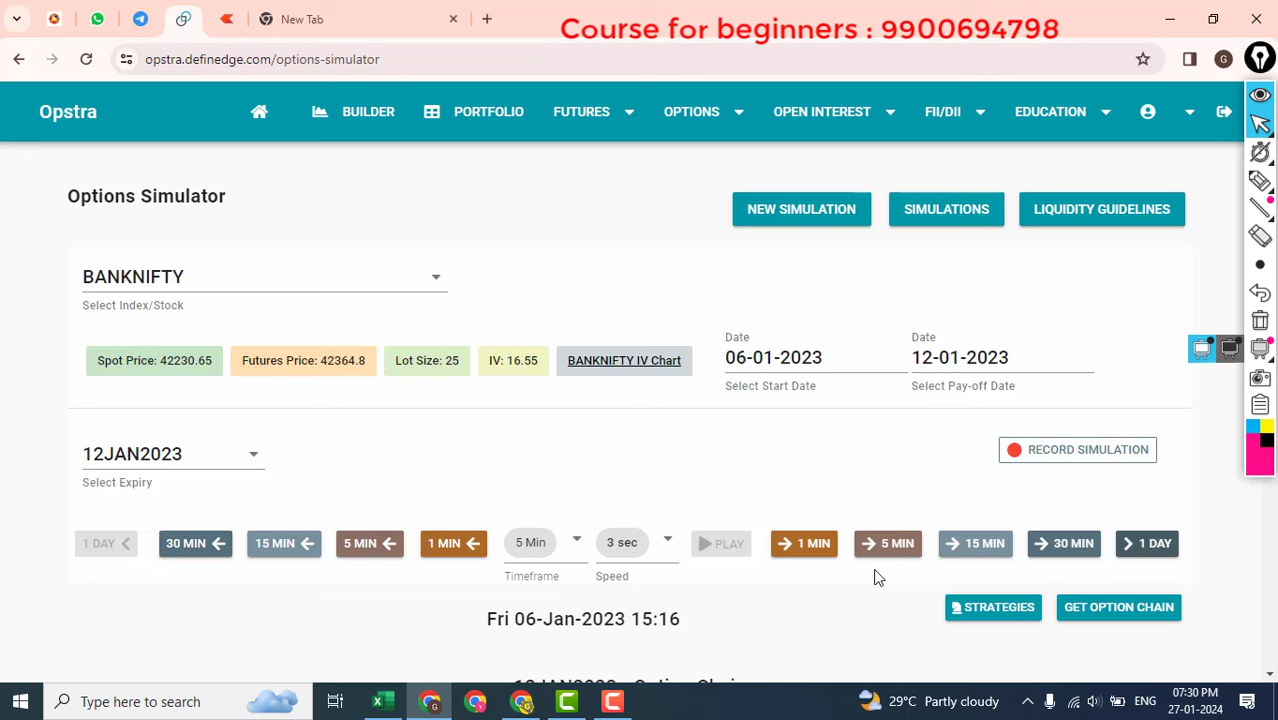 New Tab
Course for beginners : 9900694798
opstra.definedge.com/options-simulator
G
Opstra
BUILDER
PORTFOLIO
FUTURES
OPTIONS
OPEN INTEREST
FII/DII
EDUCATION
Options Simulator
NEW SIMULATION
SIMULATIONS
LIQUIDITY GUIDELINES
BANKNIFTY
Select Index/Stock
Spot Price: 42230.65
Futures Price: 42364.8
Lot Size: 25
IV: 16.55
BANKNIFTY IV Chart
Date
06-01-2023
Select Start Date
Date
12-01-2023
Select Pay-off Date
12JAN2023
Select Expiry
RECORD SIMULATION
1 DAY
30 MIN
15 MIN
5 MIN
1 MIN
5 Min
Timeframe
3 sec
Speed
PLAY
1 MIN
5 MIN
15 MIN
30 MIN
1 DAY
Fri 06-Jan-2023 15:16
STRATEGIES
GET OPTION CHAIN
Type here to search
29°C Partly cloudy
ENG
07:30 PM
27-01-2024